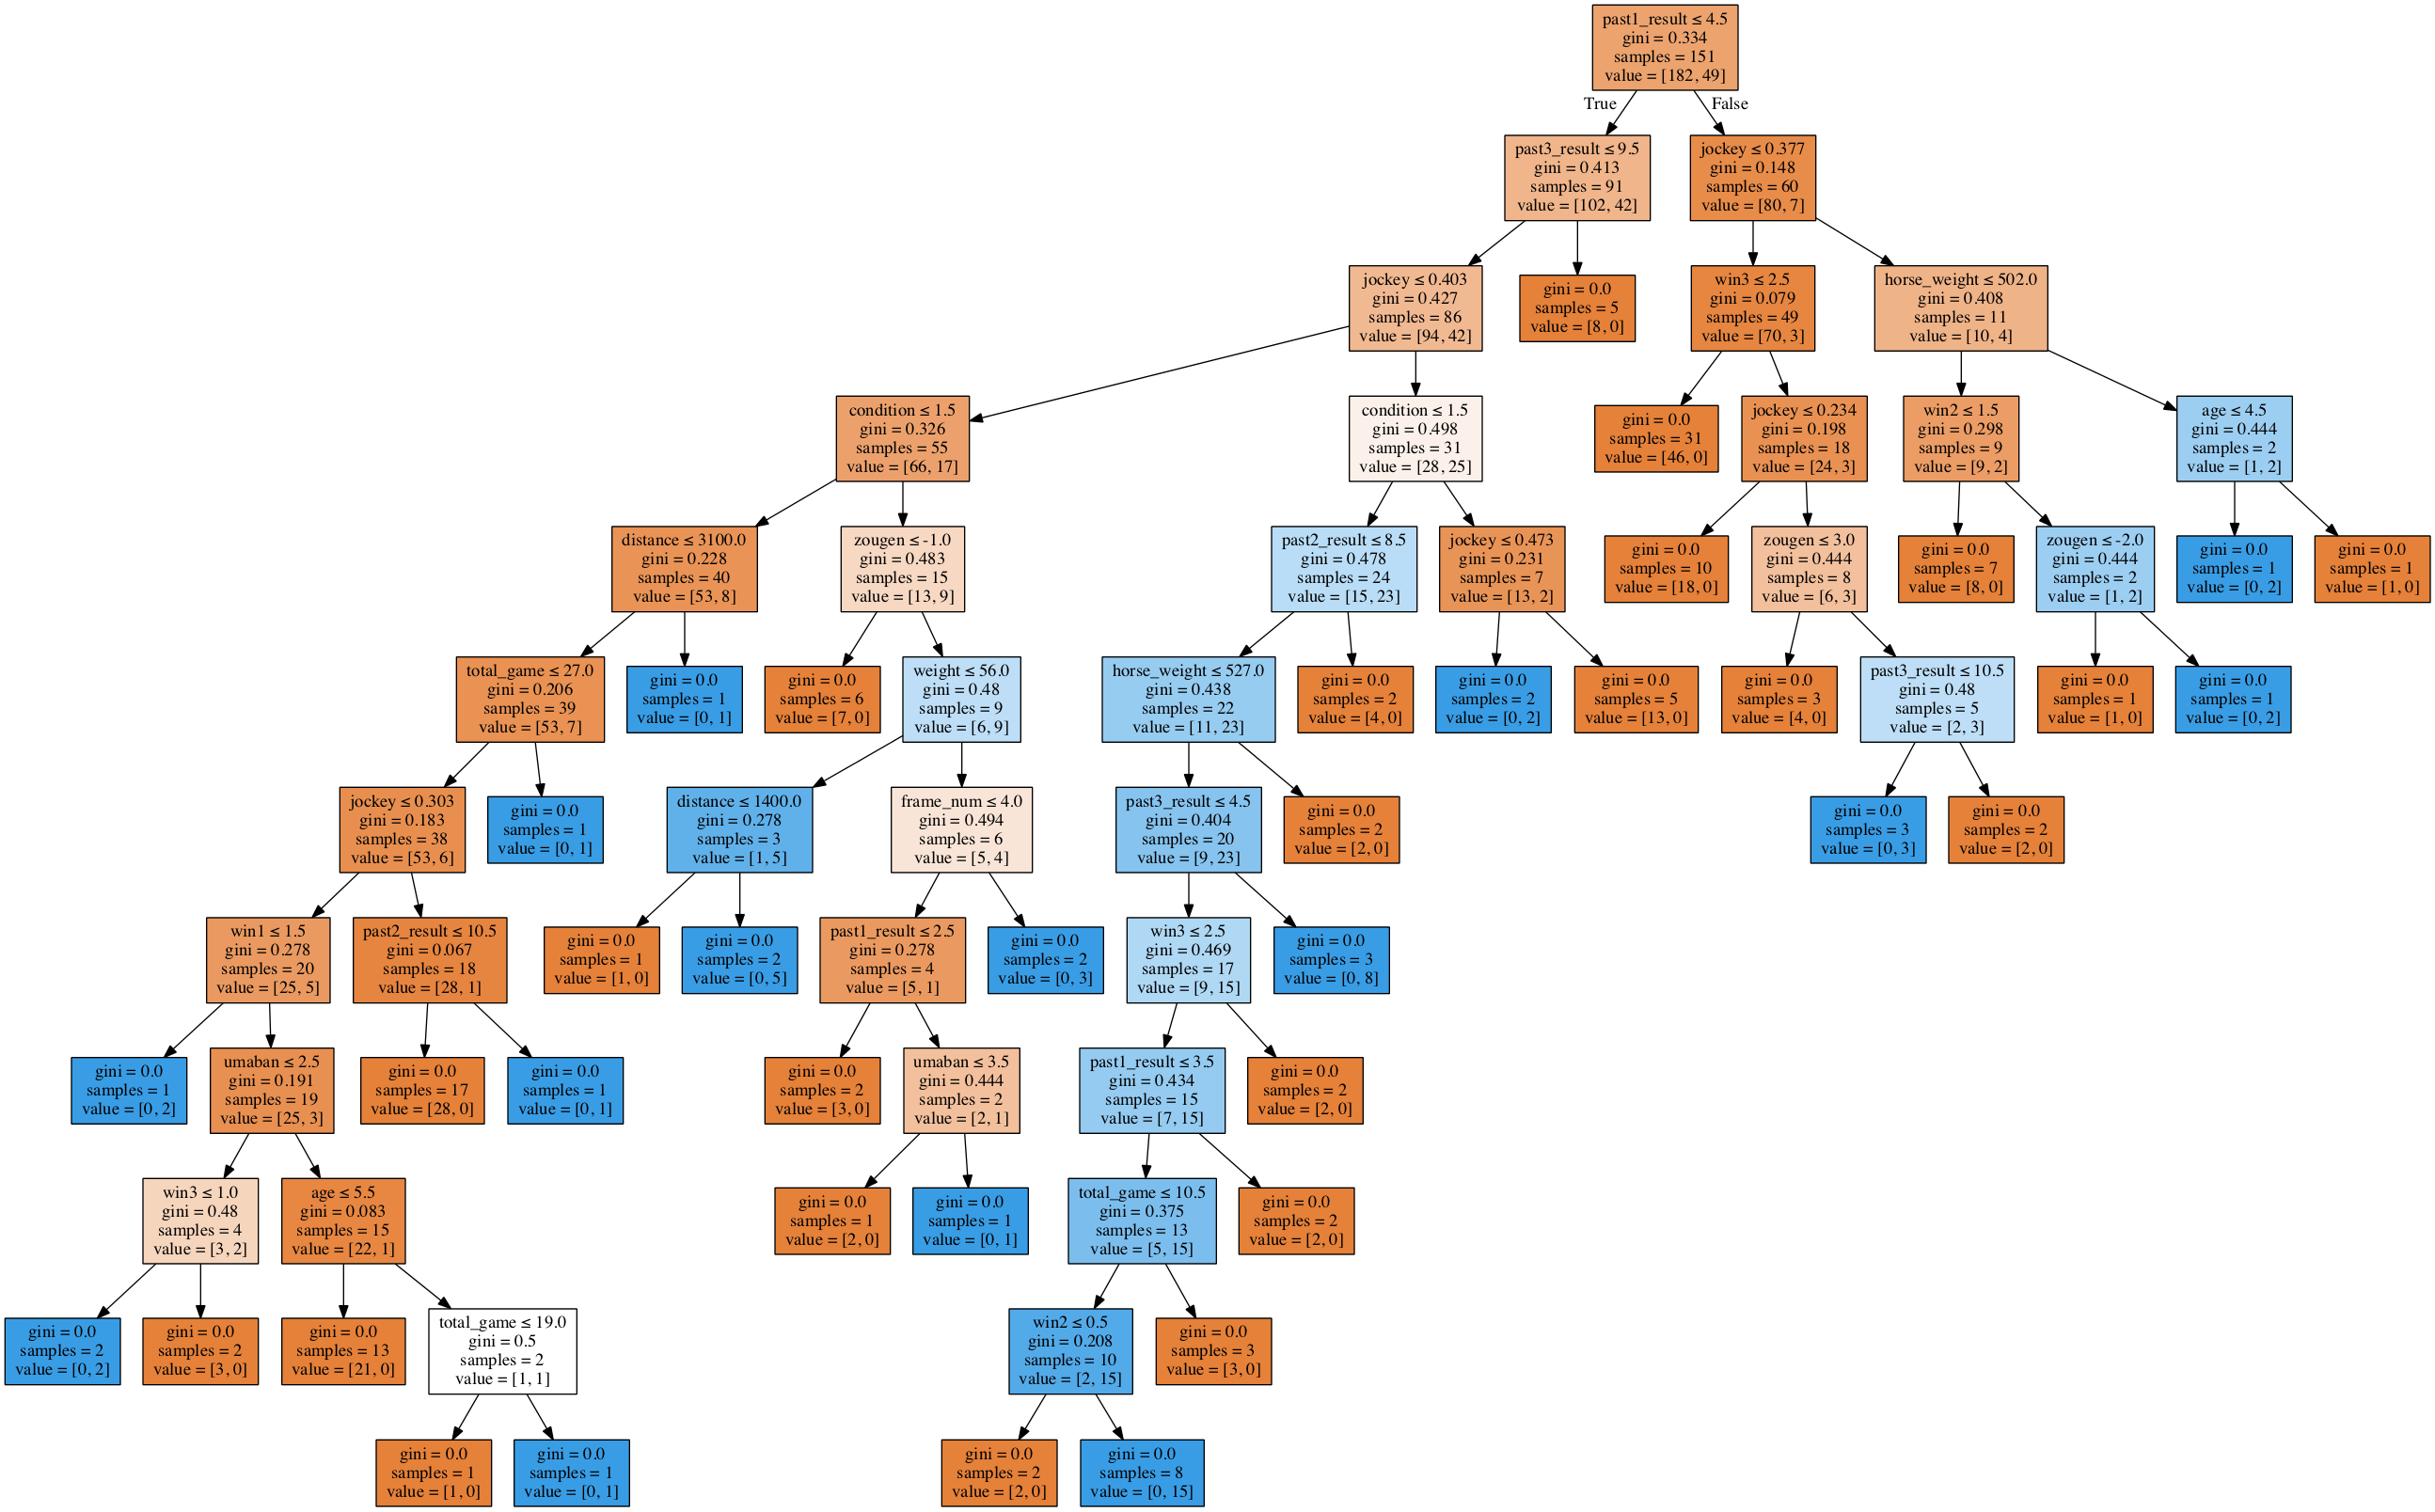 past1_result ≤ 4.5
gini = 0.334
samples = 151
value = [182, 49]
True
False
past3_result ≤ 9.5
gini = 0.413
samples = 91
value = [102, 42]
jockey ≤ 0.377
gini = 0.148
samples = 60
value = [80, 7]
jockey ≤ 0.403
gini = 0.427
samples = 86
value = [94, 42]
gini = 0.0
samples = 5
value = [8, 0]
win3 ≤ 2.5
gini = 0.079
samples = 49
value = [70, 3]
horse_weight ≤ 502.0
gini = 0.408
samples = 11
value = [10, 4]
condition ≤ 1.5
gini = 0.326
samples = 55
value = [66, 17]
condition ≤ 1.5
gini = 0.498
samples = 31
value = [28, 25]
gini = 0.0
samples = 31
value = [46, 0]
jockey ≤ 0.234
gini = 0.198
samples = 18
value = [24, 3]
win2 ≤ 1.5
gini = 0.298
samples = 9
value = [9, 2]
age ≤ 4.5
gini = 0.444
samples = 2
value = [1, 2]
distance ≤ 3100.0
gini = 0.228
samples = 40
value = [53, 8]
zougen ≤ -1.0
gini = 0.483
samples = 15
value = [13, 9]
past2_result ≤ 8.5
gini = 0.478
samples = 24
value = [15, 23]
jockey ≤ 0.473
gini = 0.231
samples = 7
value = [13, 2]
gini = 0.0
samples = 10
value = [18, 0]
zougen ≤ 3.0
gini = 0.444
samples = 8
value = [6, 3]
gini = 0.0
samples = 7
value = [8, 0]
zougen ≤ -2.0
gini = 0.444
samples = 2
value = [1, 2]
gini = 0.0
samples = 1
value = [0, 2]
gini = 0.0
samples = 1
value = [1, 0]
total_game ≤ 27.0
gini = 0.206
samples = 39
value = [53, 7]
gini = 0.0
samples = 1
value = [0, 1]
gini = 0.0
samples = 6
value = [7, 0]
weight ≤ 56.0
gini = 0.48
samples = 9
value = [6, 9]
horse_weight ≤ 527.0
gini = 0.438
samples = 22
value = [11, 23]
gini = 0.0
samples = 2
value = [4, 0]
gini = 0.0
samples = 2
value = [0, 2]
gini = 0.0
samples = 5
value = [13, 0]
gini = 0.0
samples = 3
value = [4, 0]
past3_result ≤ 10.5
gini = 0.48
samples = 5
value = [2, 3]
gini = 0.0
samples = 1
value = [1, 0]
gini = 0.0
samples = 1
value = [0, 2]
jockey ≤ 0.303
gini = 0.183
samples = 38
value = [53, 6]
gini = 0.0
samples = 1
value = [0, 1]
distance ≤ 1400.0
gini = 0.278
samples = 3
value = [1, 5]
frame_num ≤ 4.0
gini = 0.494
samples = 6
value = [5, 4]
past3_result ≤ 4.5
gini = 0.404
samples = 20
value = [9, 23]
gini = 0.0
samples = 2
value = [2, 0]
gini = 0.0
samples = 3
value = [0, 3]
gini = 0.0
samples = 2
value = [2, 0]
win1 ≤ 1.5
gini = 0.278
samples = 20
value = [25, 5]
past2_result ≤ 10.5
gini = 0.067
samples = 18
value = [28, 1]
gini = 0.0
samples = 1
value = [1, 0]
gini = 0.0
samples = 2
value = [0, 5]
past1_result ≤ 2.5
gini = 0.278
samples = 4
value = [5, 1]
gini = 0.0
samples = 2
value = [0, 3]
win3 ≤ 2.5
gini = 0.469
samples = 17
value = [9, 15]
gini = 0.0
samples = 3
value = [0, 8]
gini = 0.0
samples = 1
value = [0, 2]
umaban ≤ 2.5
gini = 0.191
samples = 19
value = [25, 3]
gini = 0.0
samples = 17
value = [28, 0]
gini = 0.0
samples = 1
value = [0, 1]
gini = 0.0
samples = 2
value = [3, 0]
umaban ≤ 3.5
gini = 0.444
samples = 2
value = [2, 1]
past1_result ≤ 3.5
gini = 0.434
samples = 15
value = [7, 15]
gini = 0.0
samples = 2
value = [2, 0]
win3 ≤ 1.0
gini = 0.48
samples = 4
value = [3, 2]
age ≤ 5.5
gini = 0.083
samples = 15
value = [22, 1]
gini = 0.0
samples = 1
value = [2, 0]
gini = 0.0
samples = 1
value = [0, 1]
total_game ≤ 10.5
gini = 0.375
samples = 13
value = [5, 15]
gini = 0.0
samples = 2
value = [2, 0]
gini = 0.0
samples = 2
value = [0, 2]
gini = 0.0
samples = 2
value = [3, 0]
gini = 0.0
samples = 13
value = [21, 0]
total_game ≤ 19.0
gini = 0.5
samples = 2
value = [1, 1]
win2 ≤ 0.5
gini = 0.208
samples = 10
value = [2, 15]
gini = 0.0
samples = 3
value = [3, 0]
gini = 0.0
samples = 1
value = [1, 0]
gini = 0.0
samples = 1
value = [0, 1]
gini = 0.0
samples = 2
value = [2, 0]
gini = 0.0
samples = 8
value = [0, 15]